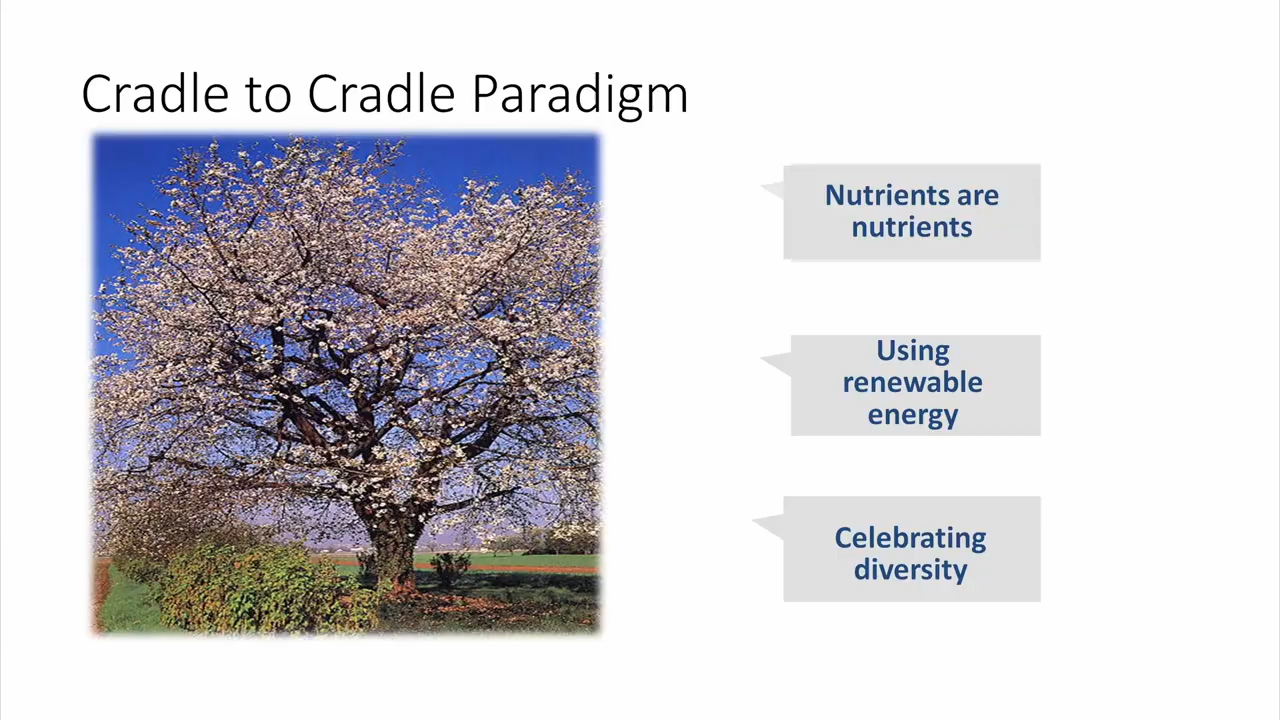 Cradle to Cradle Paradigm
Nutrients are
nutrients
Using
renewable
energy
Celebrating
diversity